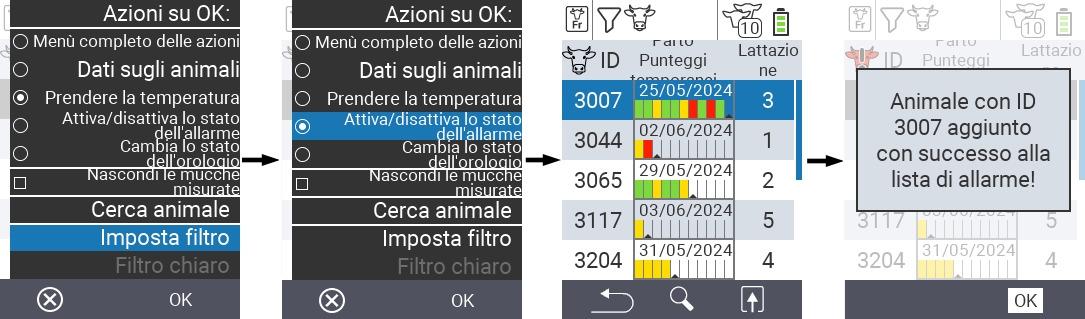 Azioni su OK:
Menù completo delle azioni
Dati sugli animali
Prendere la temperatura
Attiva/disattiva lo stato
dell'allarme
Cambia lo stato
dell'orologio
Nascondi le mucche
misurate
Cerca animale
Imposta filtro
Filtro chiaro
OK
Azioni su OK:
Menù completo delle azioni
Dati sugli animali
Prendere la temperatura
Attiva/disattiva lo stato
dell'allarme
Cambia lo stato
dell'orologio
Nascondi le mucche
misurate
Cerca animale
Imposta filtro
Filtro chiaro
OK
Fr
10
ID
Parto
Punteggi
temporanei
Lattazio
ne
3007 25/05/2024 3
3044 02/06/2024 1
3065 29/05/2024 2
3117 03/06/2024 5
3204 31/05/2024 4
Fr
10
ID
Parto
Punteggi
Lattazio
Animale con ID
3007 aggiunto
con successo alla
lista di allarme!
3117 03/06/2024 5
3204 31/05/2024 4
OK